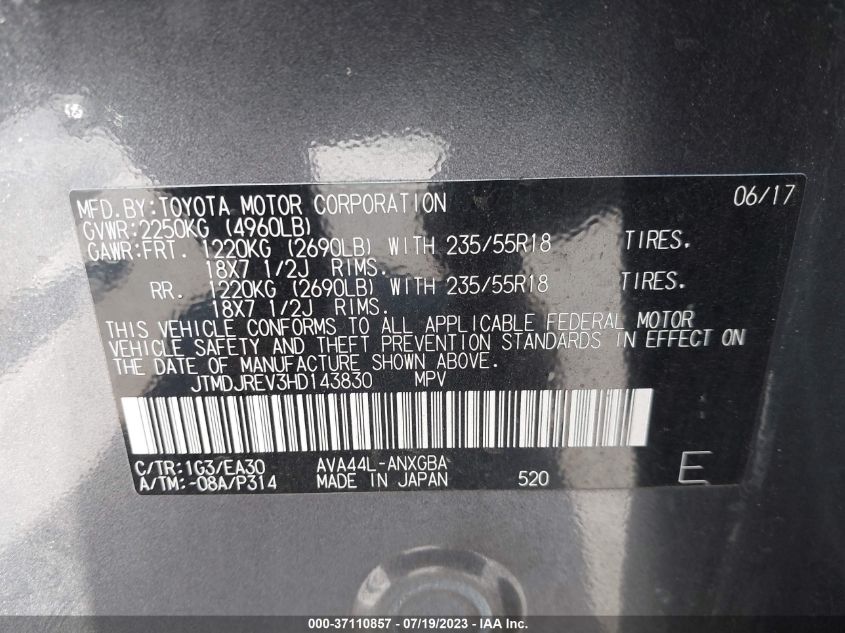 MFD.BY:TOYOTA MOTOR CORPORATION 06/17
GVWR:2250KG (4960LB)
GAWR:FRT. 1220KG (2690LB) WITH 235/55R18 TIRES.
18X7 1/2J RIMS.
RR. 1220KG (2690LB) WITH 235/55R18 TIRES.
18X7 1/2J RIMS.
THIS VEHICLE CONFORMS TO ALL APPLICABLE FEDERAL MOTOR
VEHICLE SAFETY AND THEFT PREVENTION STANDARDS IN EFFECT ON
THE DATE OF MANUFACTURE SHOWN ABOVE.
JTMDJREV3HD143830 MPV
C/TR:1G3/EA30 AVA44L-ANXGBA
A/TM:-08A/P314 MADE IN JAPAN 520 E
000-37110857 / 07/19/2023 - © IAA Inc.